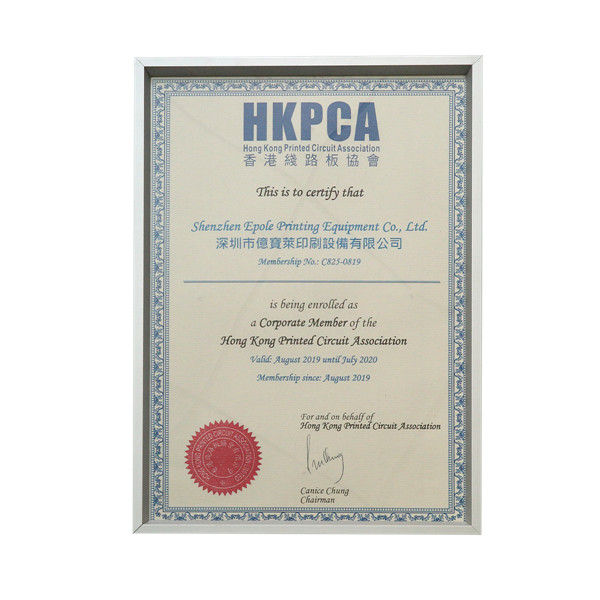 HKPCA
Hong Kong Printed Circuit Association
香港綫路板協會
This is to certify that
Shenzhen Epole Printing Equipment Co., Ltd.
深圳市億寶萊印刷設備有限公司
Membership No.: C825-0819
is being enrolled as
a Corporate Member of the
Hong Kong Printed Circuit Association
Valid: August 2019 until July 2020
Membership since: August 2019
For and on behalf of
Hong Kong Printed Circuit Association
Canice Chung
Chairman